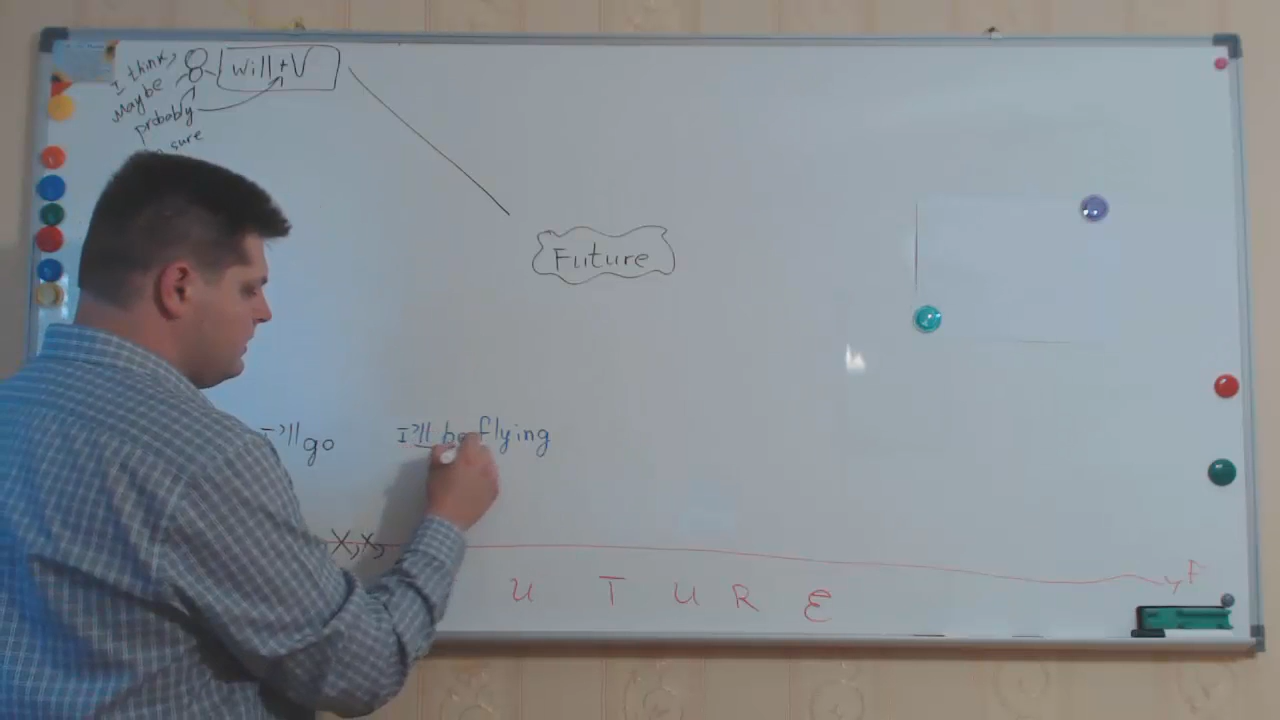 I think,
Maybe
probably
sure
will+V
Future
I'll go
I'll be flying
X, X,
U T U R E